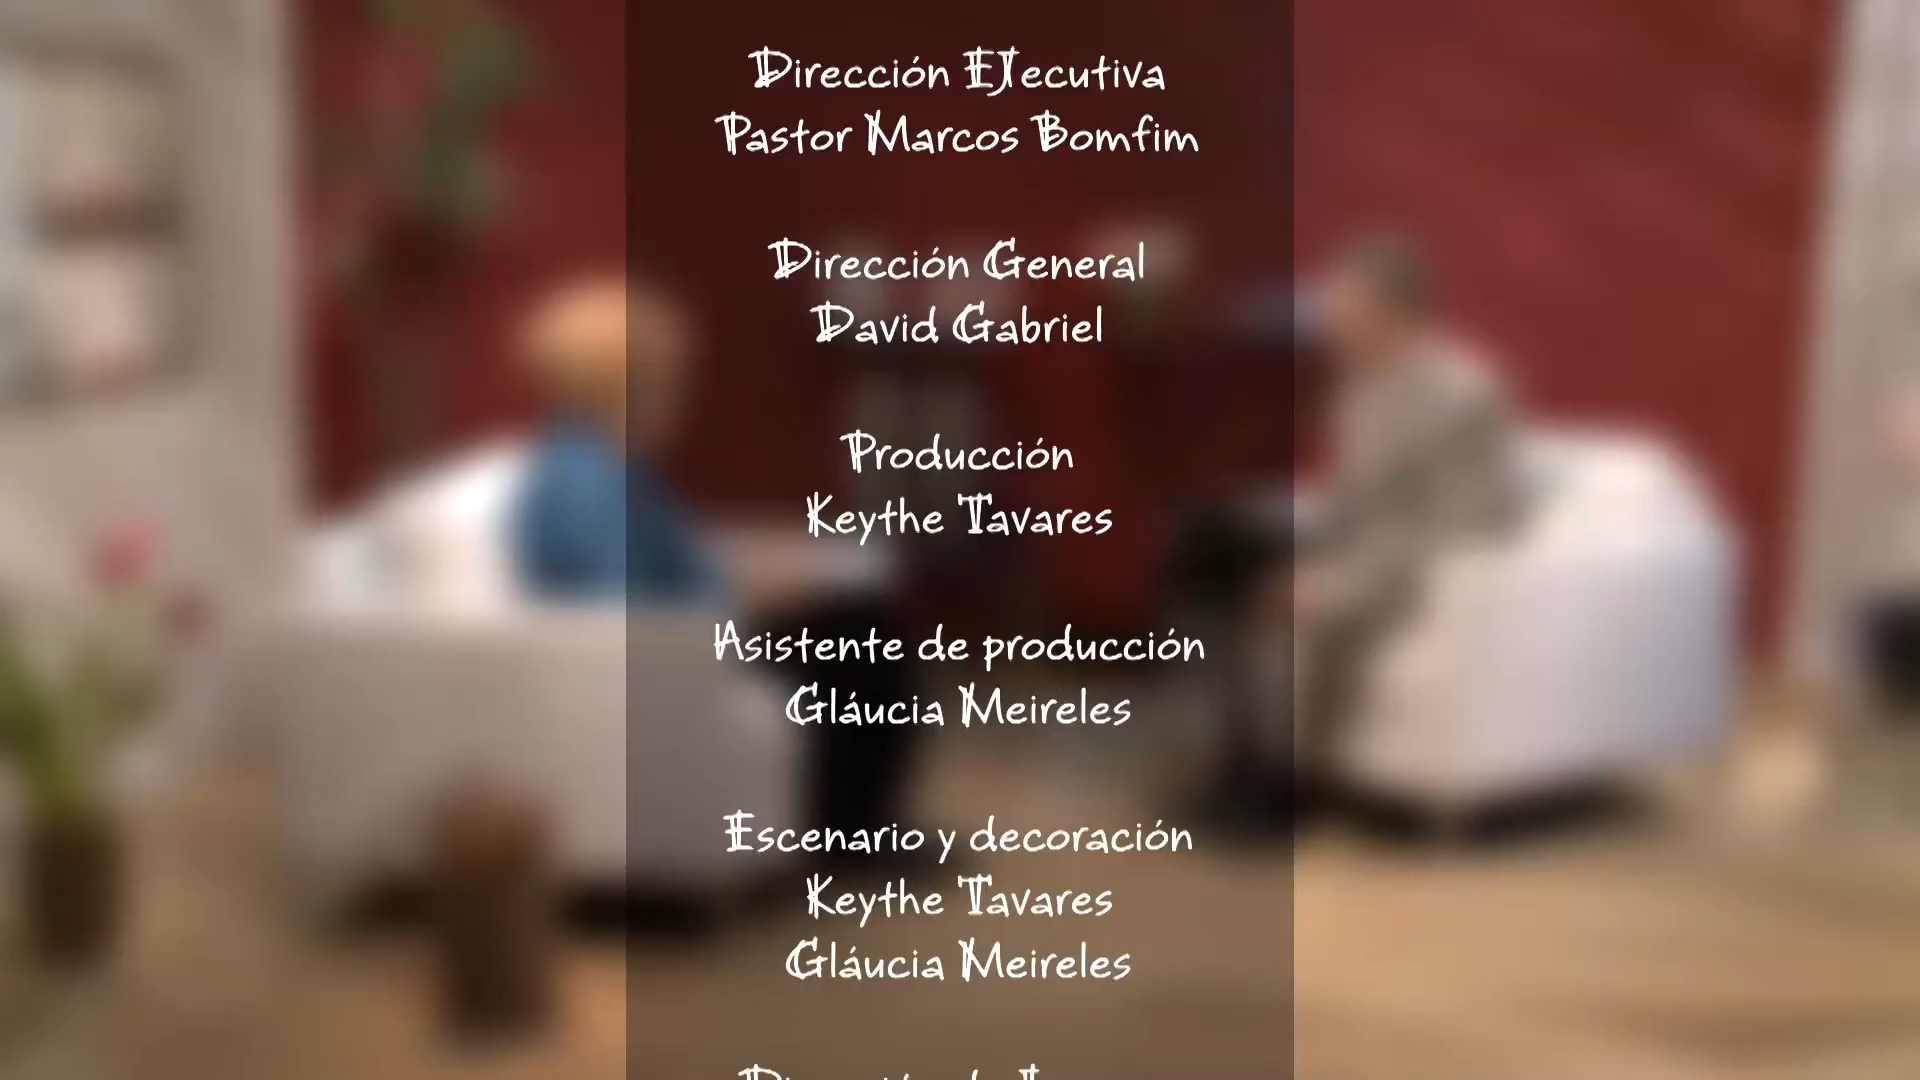 Dirección EJecutiva
Pastor Marcos Bomfim
Dirección General
David Gabriel
Producción
Keythe Tavares
Asistente de producción
Gláucia Meireles
Escenario y decoración
Keythe Tavares
Gláucia Meireles